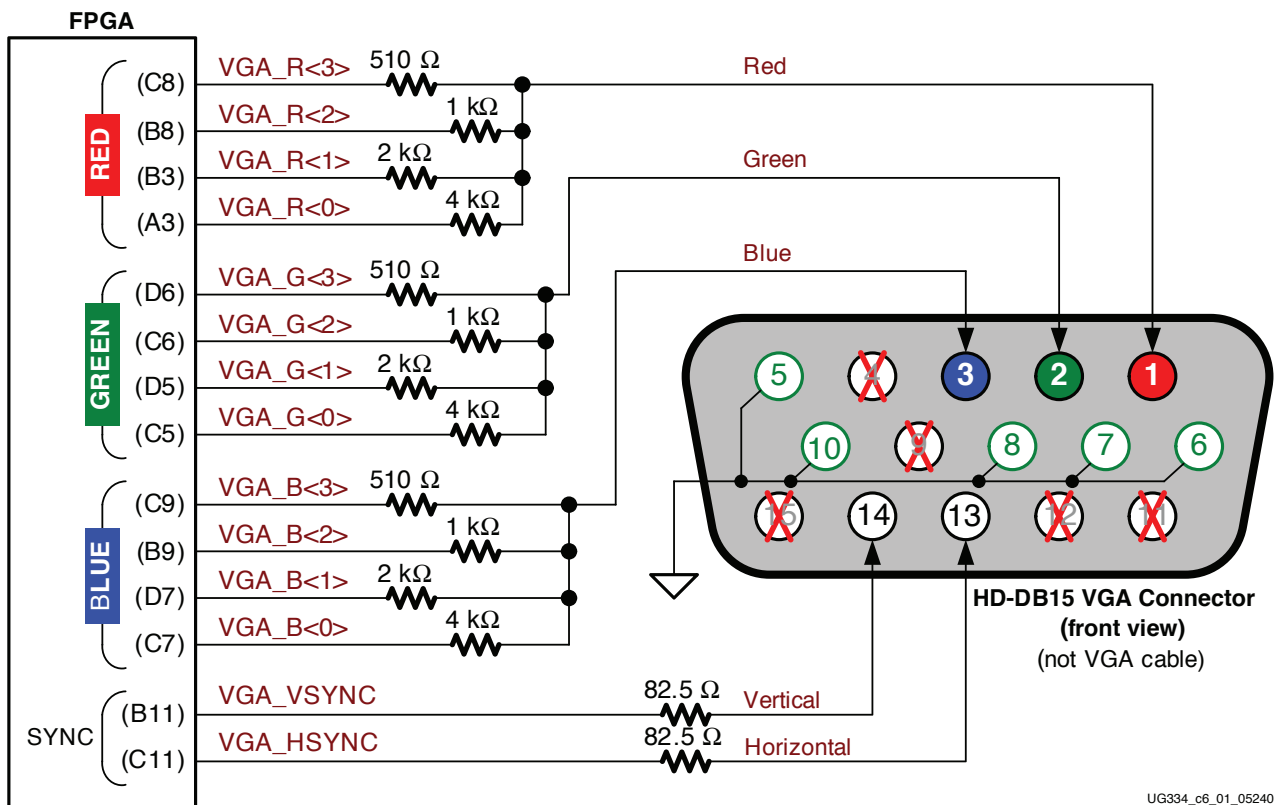 FPGA
RED
(C8) VGA_R<3> 510 Ω Red
(B8) VGA_R<2> 1 kΩ
(B3) VGA_R<1> 2 kΩ
(A3) VGA_R<0> 4 kΩ
GREEN
(D6) VGA_G<3> 510 Ω Green
(C6) VGA_G<2> 1 kΩ
(D5) VGA_G<1> 2 kΩ
(C5) VGA_G<0> 4 kΩ
BLUE
(C9) VGA_B<3> 510 Ω Blue
(B9) VGA_B<2> 1 kΩ
(D7) VGA_B<1> 2 kΩ
(C7) VGA_B<0> 4 kΩ
SYNC
(B11) VGA_VSYNC 82.5 Ω Vertical
(C11) VGA_HSYNC 82.5 Ω Horizontal
5 4 3 2 1
10 9 8 7 6
15 14 13 12 11
HD-DB15 VGA Connector
(front view)
(not VGA cable)
UG334_c6_01_05240